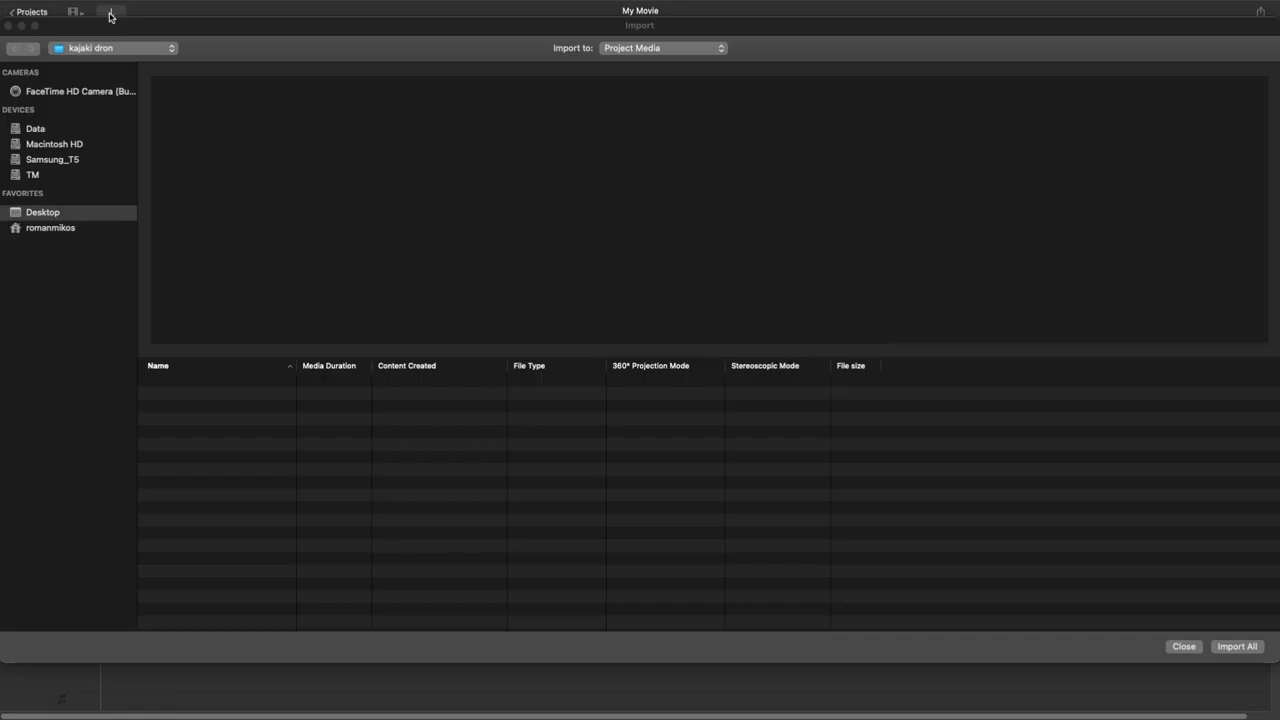 Projects
My Movie
Import
kajaki dron
Import to: Project Media
CAMERAS
FaceTime HD Camera (Bu...
DEVICES
Data
Macintosh HD
Samsung_T5
TM
FAVORITES
Desktop
romanmikos
Name Media Duration Content Created File Type 360° Projection Mode Stereoscopic Mode File size
Close Import All